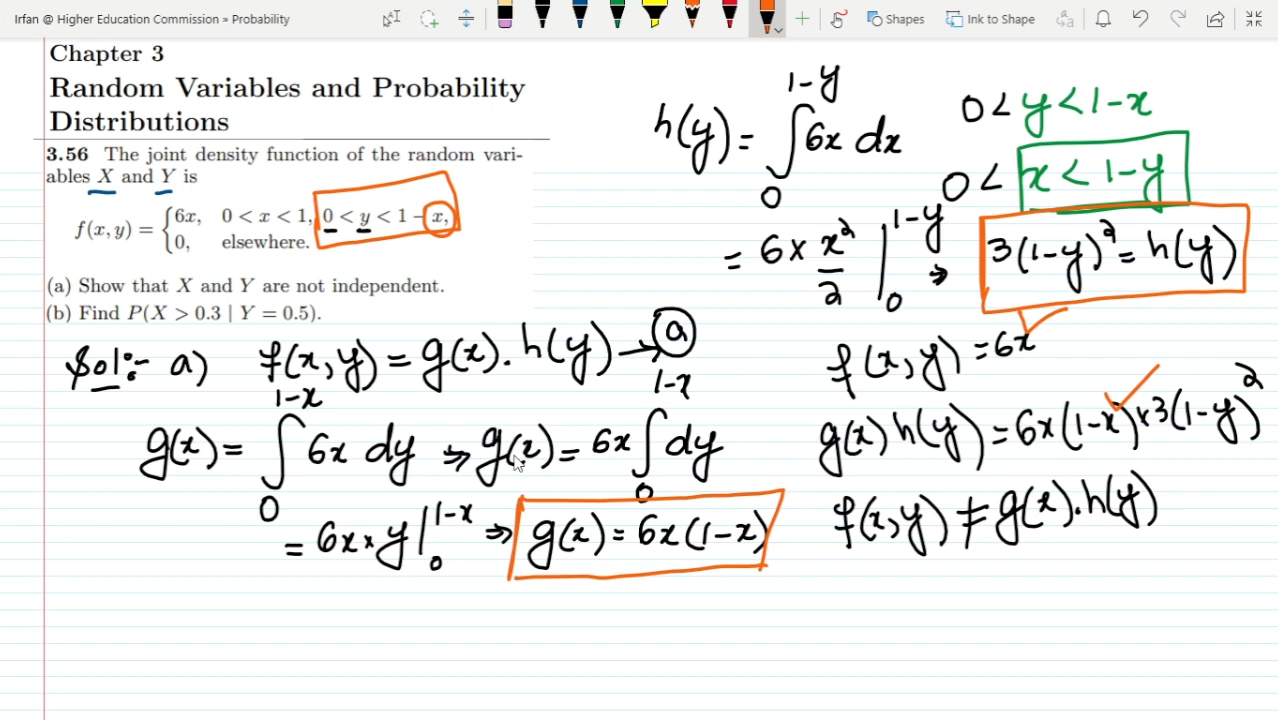 Irfan @ Higher Education Commission » Probability
Shapes Ink to Shape
Chapter 3
Random Variables and Probability
Distributions
3.56 The joint density function of the random vari-
ables X and Y is
f(x, y) = {6x, 0 < x < 1, 0 < y < 1 − x,
0, elsewhere.
(a) Show that X and Y are not independent.
(b) Find P(X > 0.3 | Y = 0.5).
h(y) = ∫₀^{1-y} 6x dx
0 < y < 1-x
0 < x < 1-y
= 6 × x²/2 |₀^{1-y} ⇒ 3(1-y)² = h(y)
Sol:- a) f(x,y) = g(x). h(y) → a
g(x) = ∫₀^{1-x} 6x dy ⇒ g(x) = 6x ∫₀^{1-x} dy
= 6x × y |₀^{1-x} ⇒ g(x) = 6x(1-x)
f(x,y) = 6x
g(x) h(y) = 6x(1-x) × 3(1-y)²
f(x,y) ≠ g(x).h(y)